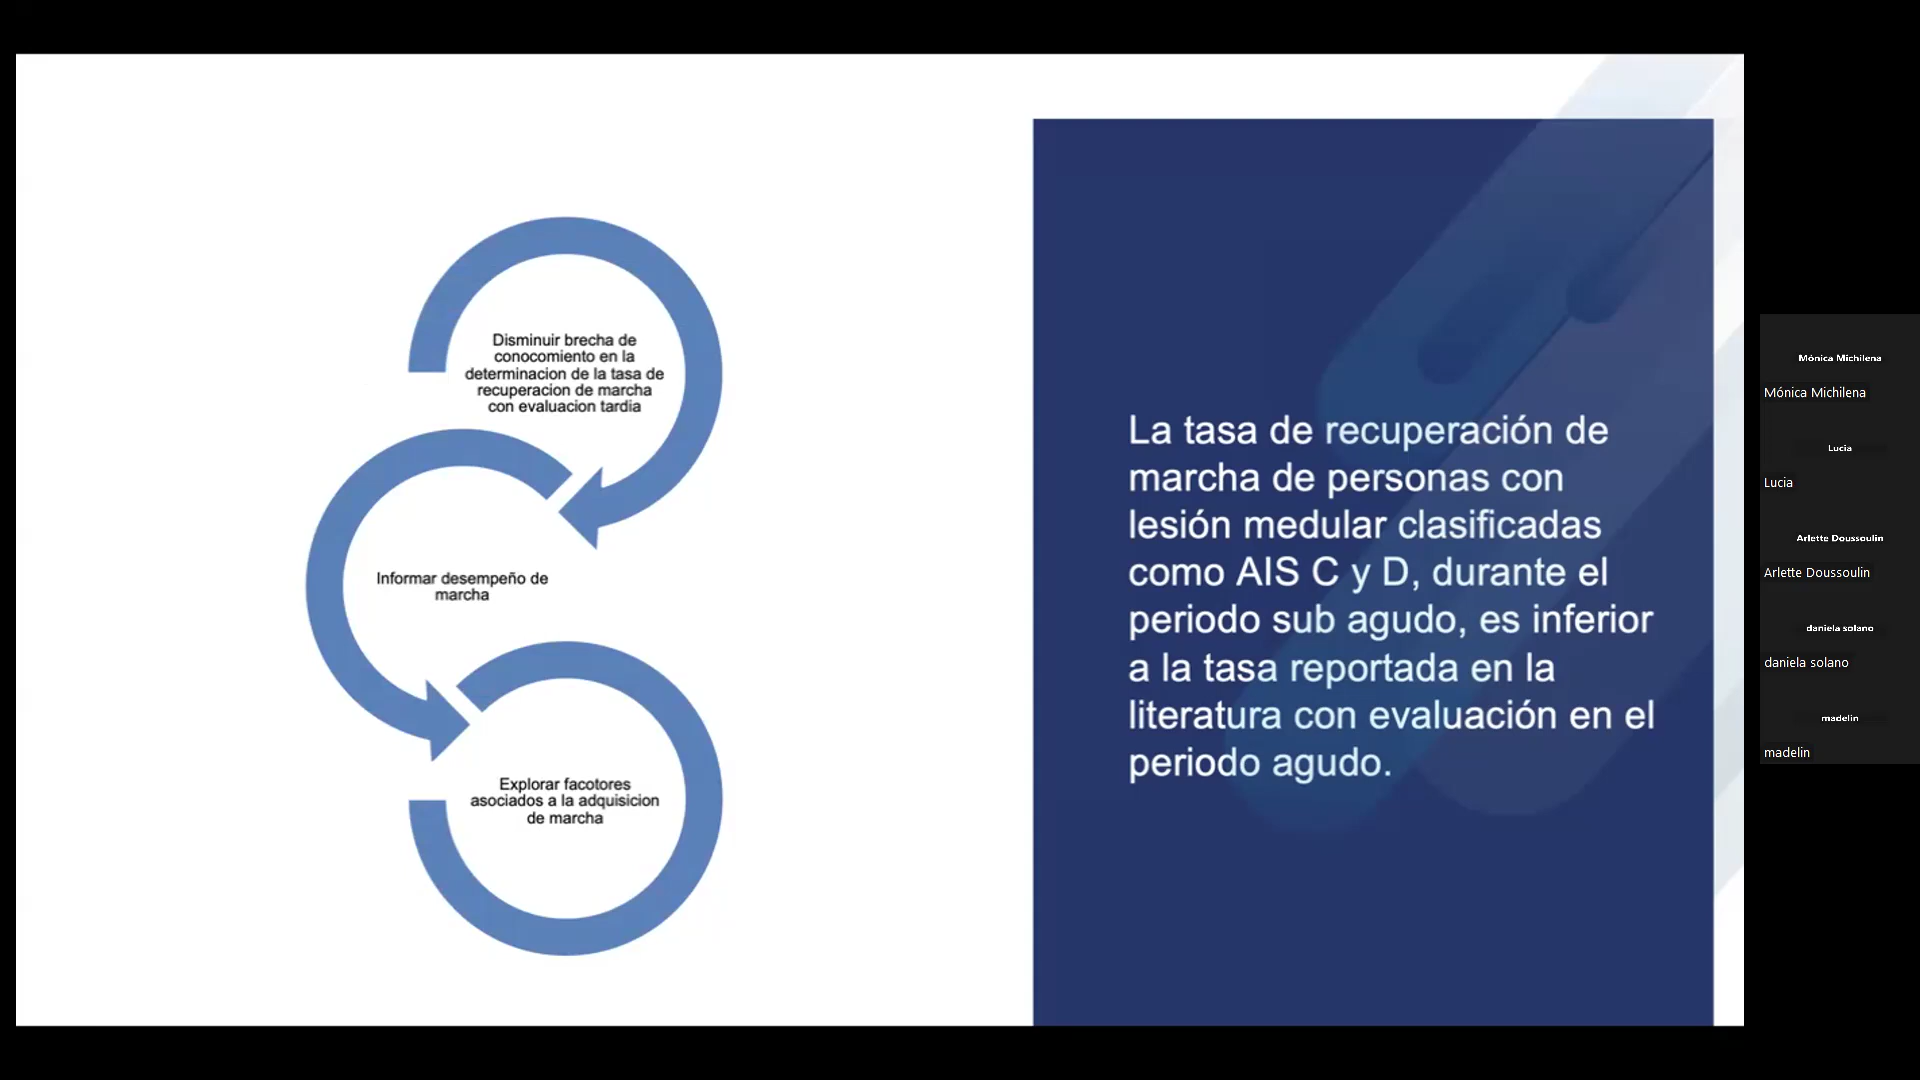 Disminuir brecha de
conocomiento en la
determinacion de la tasa de
recuperacion de marcha
con evaluacion tardia
Informar desempeño de
marcha
Explorar facotores
asociados a la adquisicion
de marcha
La tasa de recuperación de
marcha de personas con
lesión medular clasificadas
como AIS C y D, durante el
periodo sub agudo, es inferior
a la tasa reportada en la
literatura con evaluación en el
periodo agudo.
Mónica Michilena
Mónica Michilena
Lucia
Lucia
Arlette Doussoulin
Arlette Doussoulin
daniela solano
daniela solano
madelin
madelin